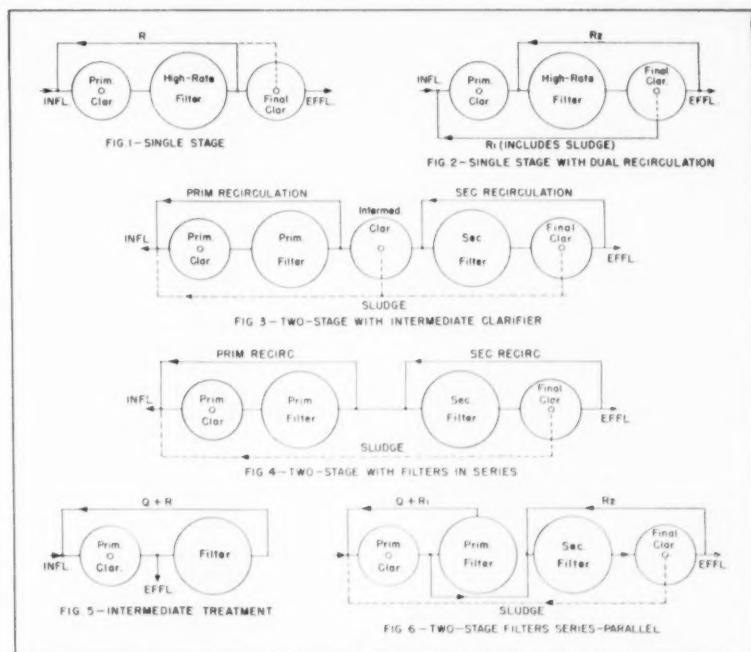 R
Prim.
Clar.
High-Rate
Filter
Final
Clar
INFL.
EFFL.
FIG. 1 - SINGLE STAGE
R2
INFL.
Prim.
Clar.
High-Rate
Filter
Final
Clar.
EFFL.
R1 (INCLUDES SLUDGE)
FIG. 2 - SINGLE STAGE WITH DUAL RECIRCULATION
PRIM RECIRCULATION
SEC RECIRCULATION
Intermed.
Clar
INFL.
Prim.
Clar.
Prim.
Filter
Sec.
Filter
Final
Clar.
EFFL.
SLUDGE
FIG 3 - TWO-STAGE WITH INTERMEDIATE CLARIFIER
PRIM RECIRC
SEC RECIRC
INFL.
Prim.
Clar.
Prim
Filter
Sec.
Filter
Final
Clar.
EFFL.
SLUDGE
FIG 4 - TWO-STAGE WITH FILTERS IN SERIES
Q + R
INFL.
Prim.
Clar.
Filter
EFFL.
FIG 5 - INTERMEDIATE TREATMENT
Q + R1
R2
Prim
Clar.
Prim.
Filter
Sec.
Filter
Final
Clar
EFFL.
SLUDGE
FIG 6 - TWO-STAGE FILTERS SERIES-PARALLEL